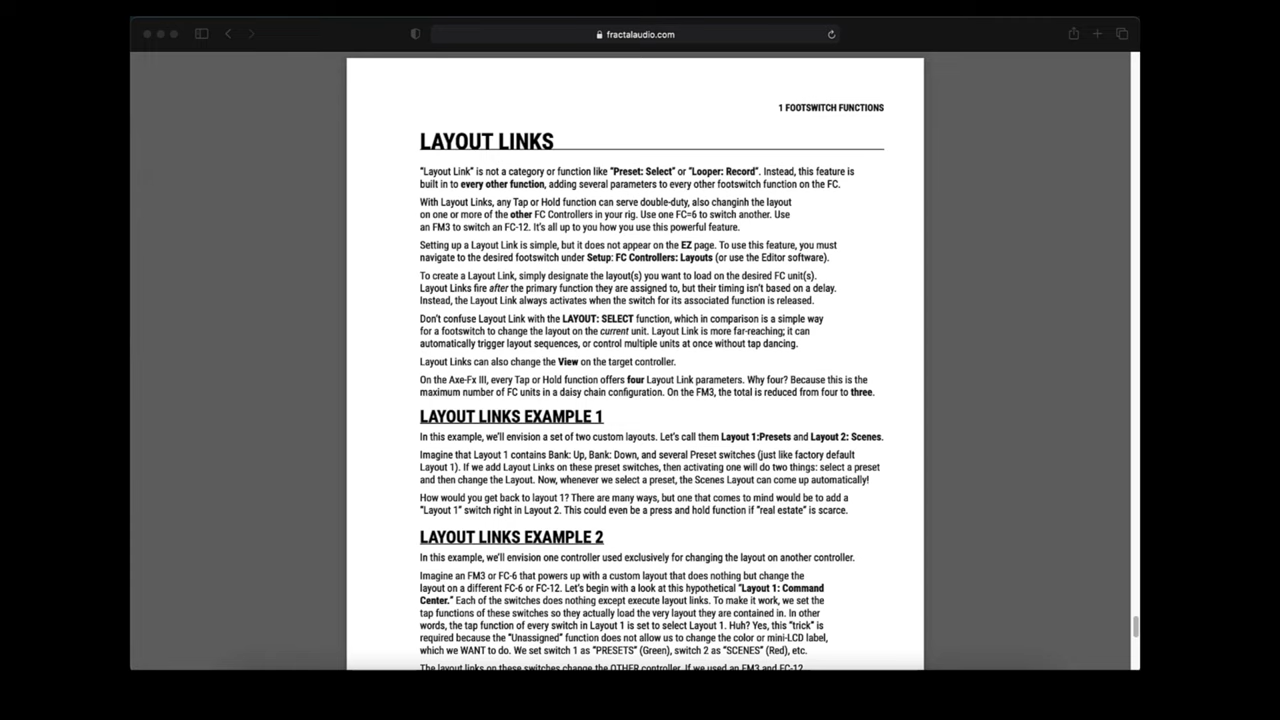 fractalaudio.com
1 FOOTSWITCH FUNCTIONS
LAYOUT LINKS
"Layout Link" is not a category or function like "Preset: Select" or "Looper: Record". Instead, this feature is
built in to every other function, adding several parameters to every other footswitch function on the FC.
With Layout Links, any Tap or Hold function can serve double-duty, also changinh the layout
on one or more of the other FC Controllers in your rig. Use one FC=6 to switch another. Use
an FM3 to switch an FC-12. It's all up to you how you use this powerful feature.
Setting up a Layout Link is simple, but it does not appear on the EZ page. To use this feature, you must
navigate to the desired footswitch under Setup: FC Controllers: Layouts (or use the Editor software).
To create a Layout Link, simply designate the layout(s) you want to load on the desired FC unit(s).
Layout Links fire after the primary function they are assigned to, but their timing isn't based on a delay.
Instead, the Layout Link always activates when the switch for its associated function is released.
Don't confuse Layout Link with the LAYOUT: SELECT function, which in comparison is a simple way
for a footswitch to change the layout on the current unit. Layout Link is more far-reaching; it can
automatically trigger layout sequences, or control multiple units at once without tap dancing.
Layout Links can also change the View on the target controller.
On the Axe-Fx III, every Tap or Hold function offers four Layout Link parameters. Why four? Because this is the
maximum number of FC units in a daisy chain configuration. On the FM3, the total is reduced from four to three.
LAYOUT LINKS EXAMPLE 1
In this example, we'll envision a set of two custom layouts. Let's call them Layout 1:Presets and Layout 2: Scenes.
Imagine that Layout 1 contains Bank: Up, Bank: Down, and several Preset switches (just like factory default
Layout 1). If we add Layout Links on these preset switches, then activating one will do two things: select a preset
and then change the Layout. Now, whenever we select a preset, the Scenes Layout can come up automatically!
How would you get back to layout 1? There are many ways, but one that comes to mind would be to add a
"Layout 1" switch right in Layout 2. This could even be a press and hold function if "real estate" is scarce.
LAYOUT LINKS EXAMPLE 2
In this example, we'll envision one controller used exclusively for changing the layout on another controller.
Imagine an FM3 or FC-6 that powers up with a custom layout that does nothing but change the
layout on a different FC-6 or FC-12. Let's begin with a look at this hypothetical "Layout 1: Command
Center." Each of the switches does nothing except execute layout links. To make it work, we set the
tap functions of these switches so they actually load the very layout they are contained in. In other
words, the tap function of every switch in Layout 1 is set to select Layout 1. Huh? Yes, this "trick" is
required because the "Unassigned" function does not allow us to change the color or mini-LCD label,
which we WANT to do. We set switch 1 as "PRESETS" (Green), switch 2 as "SCENES" (Red), etc.
The layout links on these switches change the OTHER controller. If we used an FM3 and FC-12,